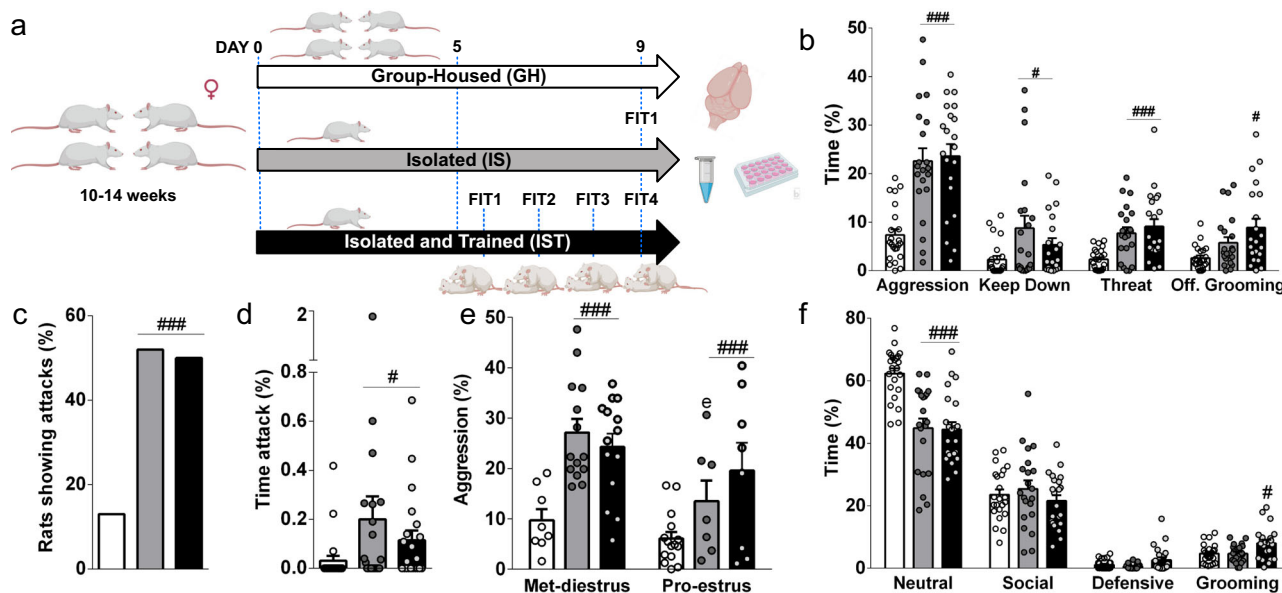 a
DAY 0 5 9
♀
Group-Housed (GH)
FIT1
Isolated (IS)
10-14 weeks
FIT1 FIT2 FIT3 FIT4
Isolated and Trained (IST)
b
Time (%)
50
40
30
20
10
0
### # ### #
Aggression Keep Down Threat Off. Grooming
c
Rats showing attacks (%)
60
40
20
0
###
d
Time attack (%)
2
1
0.8
0.6
0.4
0.2
0.0
#
e
Aggression (%)
50
40
30
20
10
0
### e ###
Met-diestrus Pro-estrus
f
Time (%)
80
60
40
20
0
### #
Neutral Social Defensive Grooming